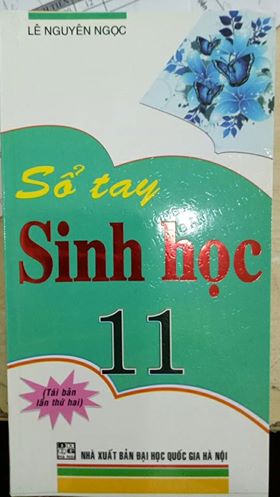 LÊ NGUYÊN NGỌC
Sổ tay
Sinh học
11
(Tái bản
lần thứ hai)
NHÀ XUẤT BẢN ĐẠI HỌC QUỐC GIA HÀ NỘI